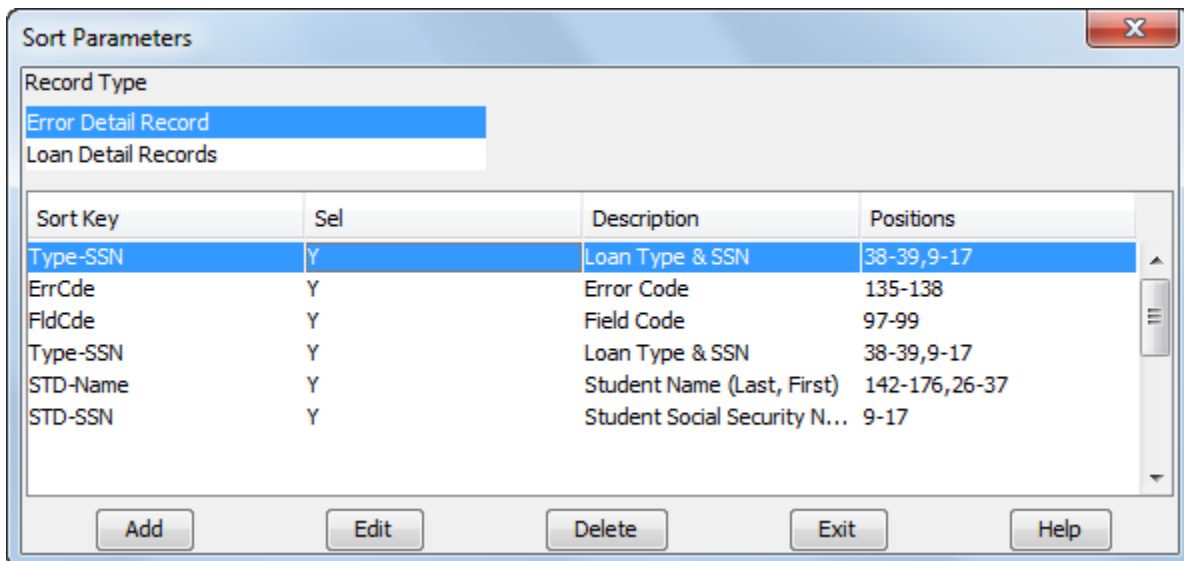 Sort Parameters
Record Type
Error Detail Record
Loan Detail Records
Sort Key Sel Description Positions
Type-SSN Y Loan Type & SSN 38-39,9-17
ErrCde Y Error Code 135-138
FldCde Y Field Code 97-99
Type-SSN Y Loan Type & SSN 38-39,9-17
STD-Name Y Student Name (Last, First) 142-176,26-37
STD-SSN Y Student Social Security N... 9-17
Add Edit Delete Exit Help